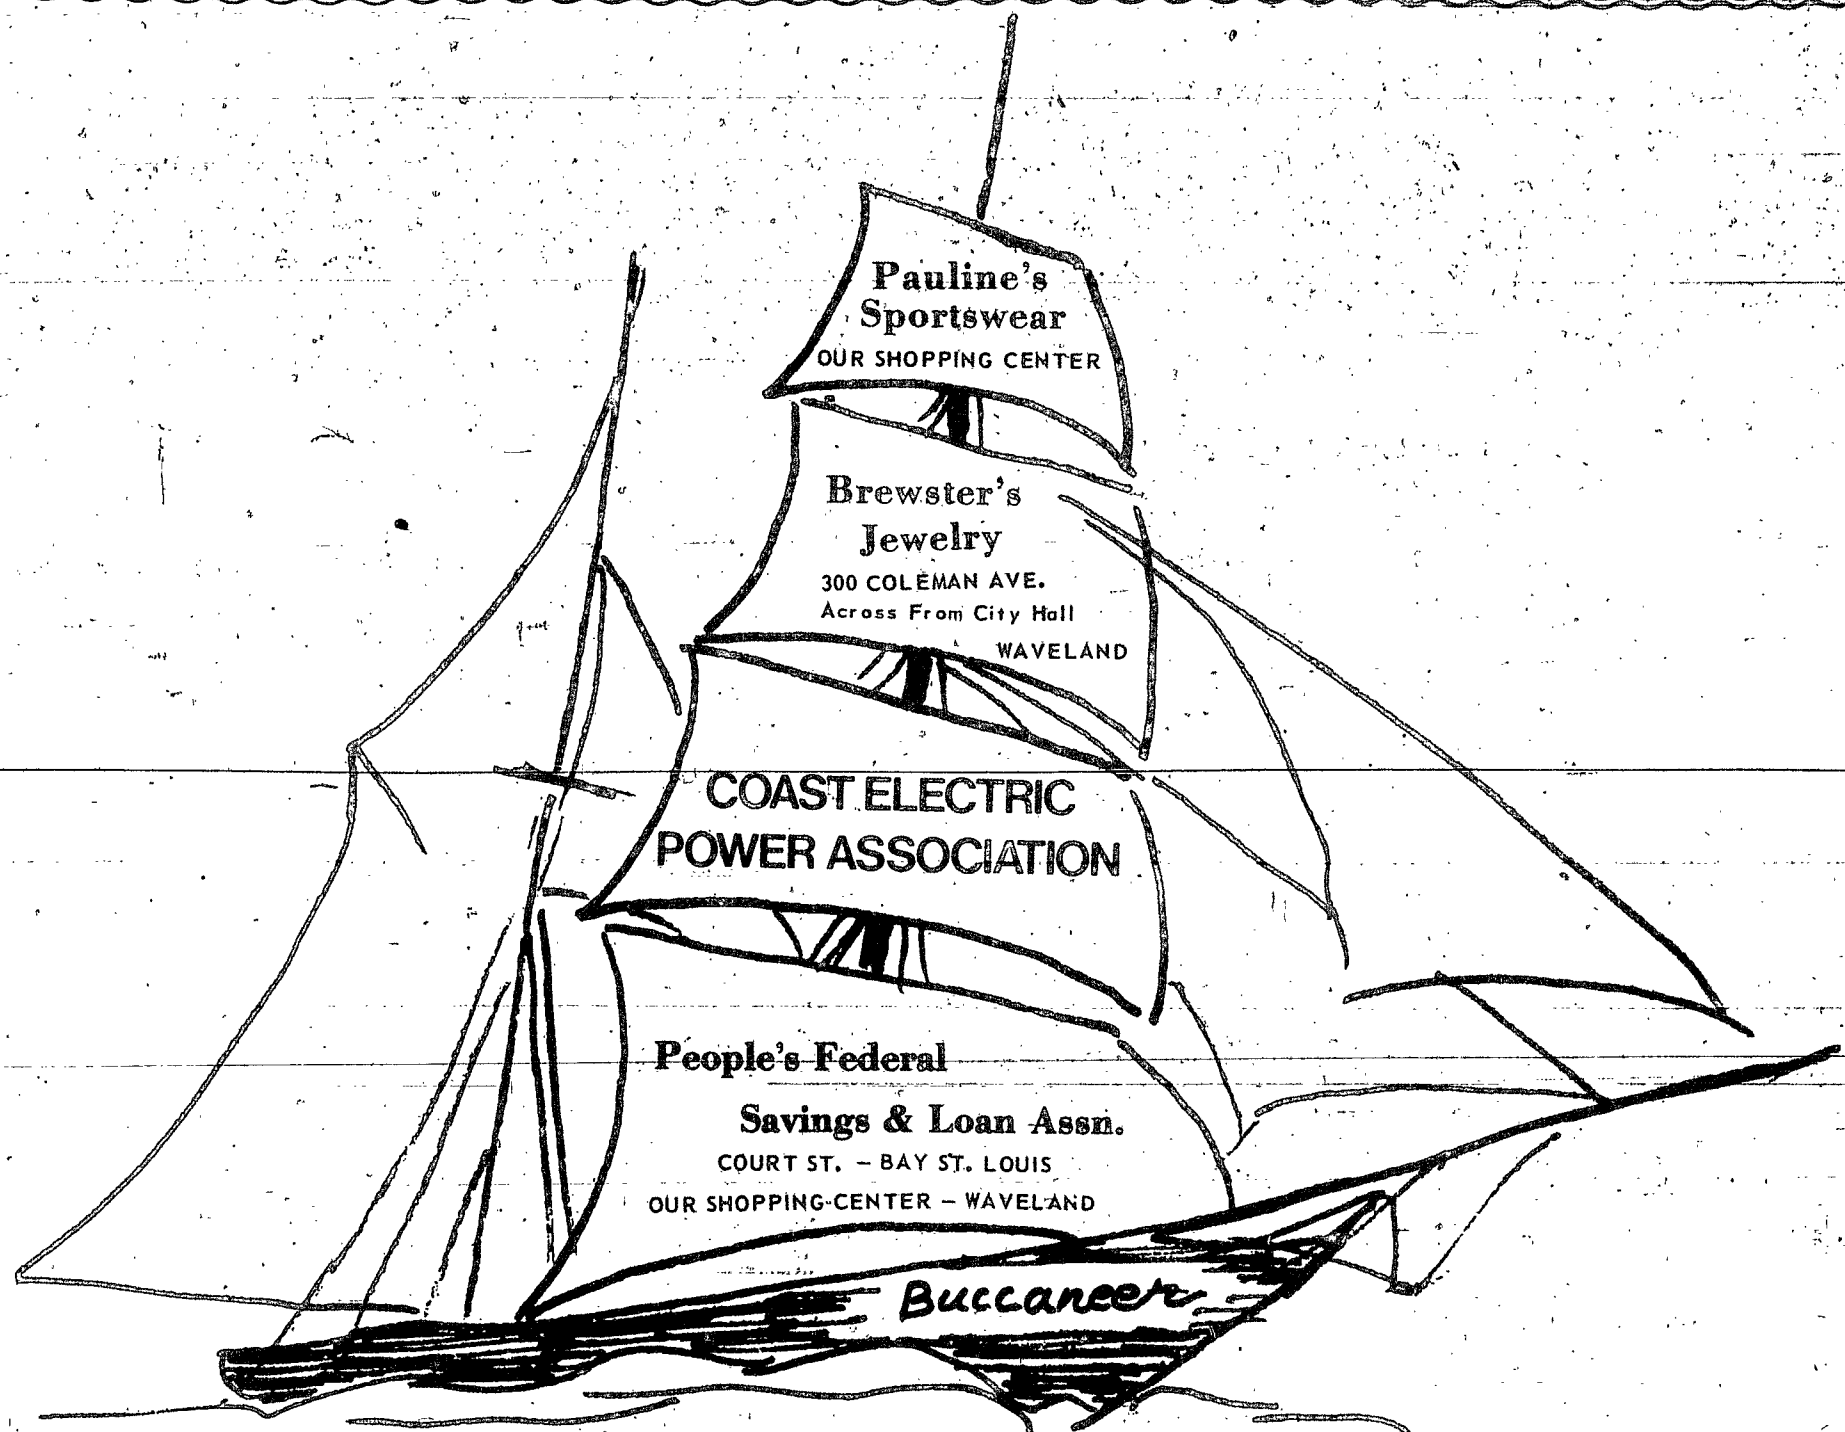 Pauline's
Sportswear
OUR SHOPPING CENTER
Brewster's
Jewelry
300 COLEMAN AVE.
Across From City Hall
WAVELAND
COAST ELECTRIC
POWER ASSOCIATION
People's Federal
Savings & Loan Assn.
COURT ST. – BAY ST. LOUIS
OUR SHOPPING CENTER – WAVELAND
Buccaneer